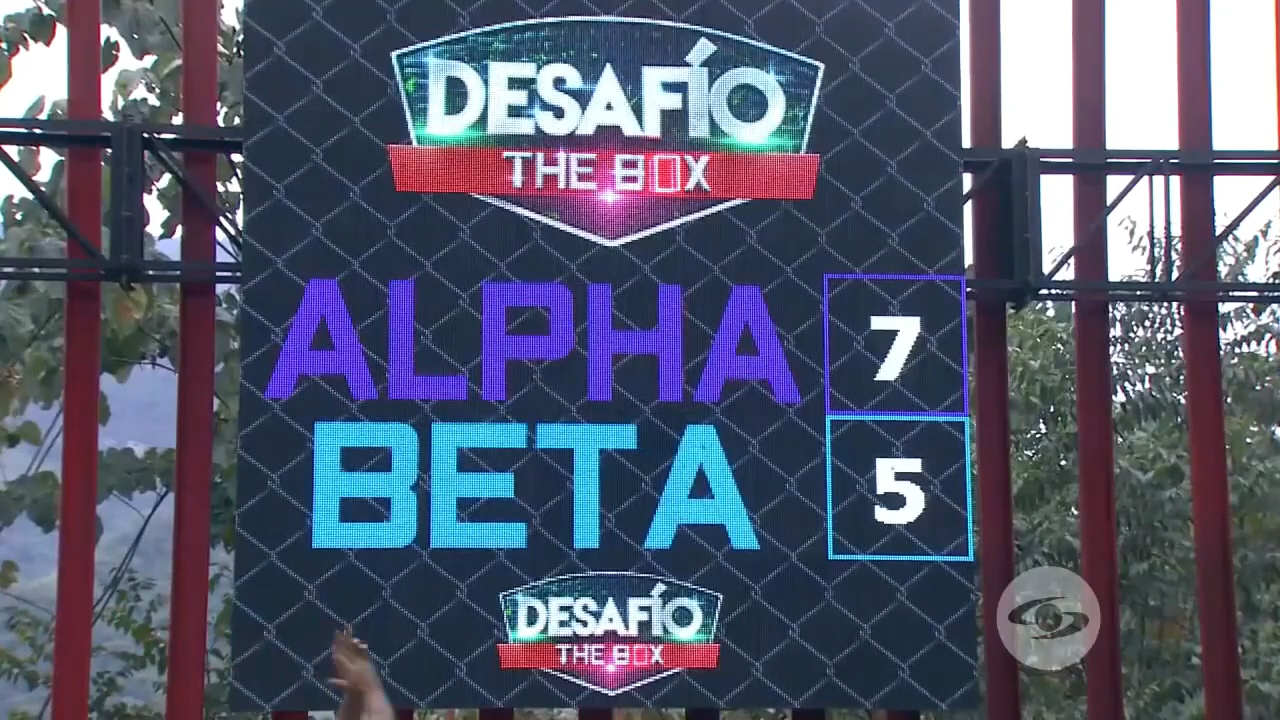 DESAFÍO
THE BOX
ALPHA 7
BETA 5
DESAFÍO
THE BOX